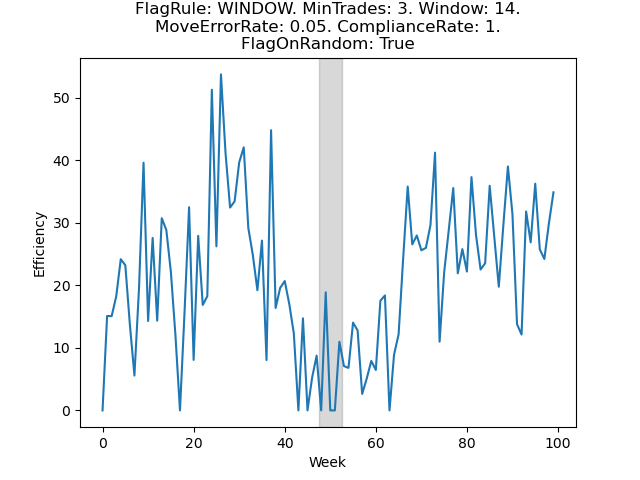 FlagRule: WINDOW. MinTrades: 3. Window: 14.
MoveErrorRate: 0.05. ComplianceRate: 1.
FlagOnRandom: True
50
40
30
20
10
0
Efficiency
0 20 40 60 80 100
Week